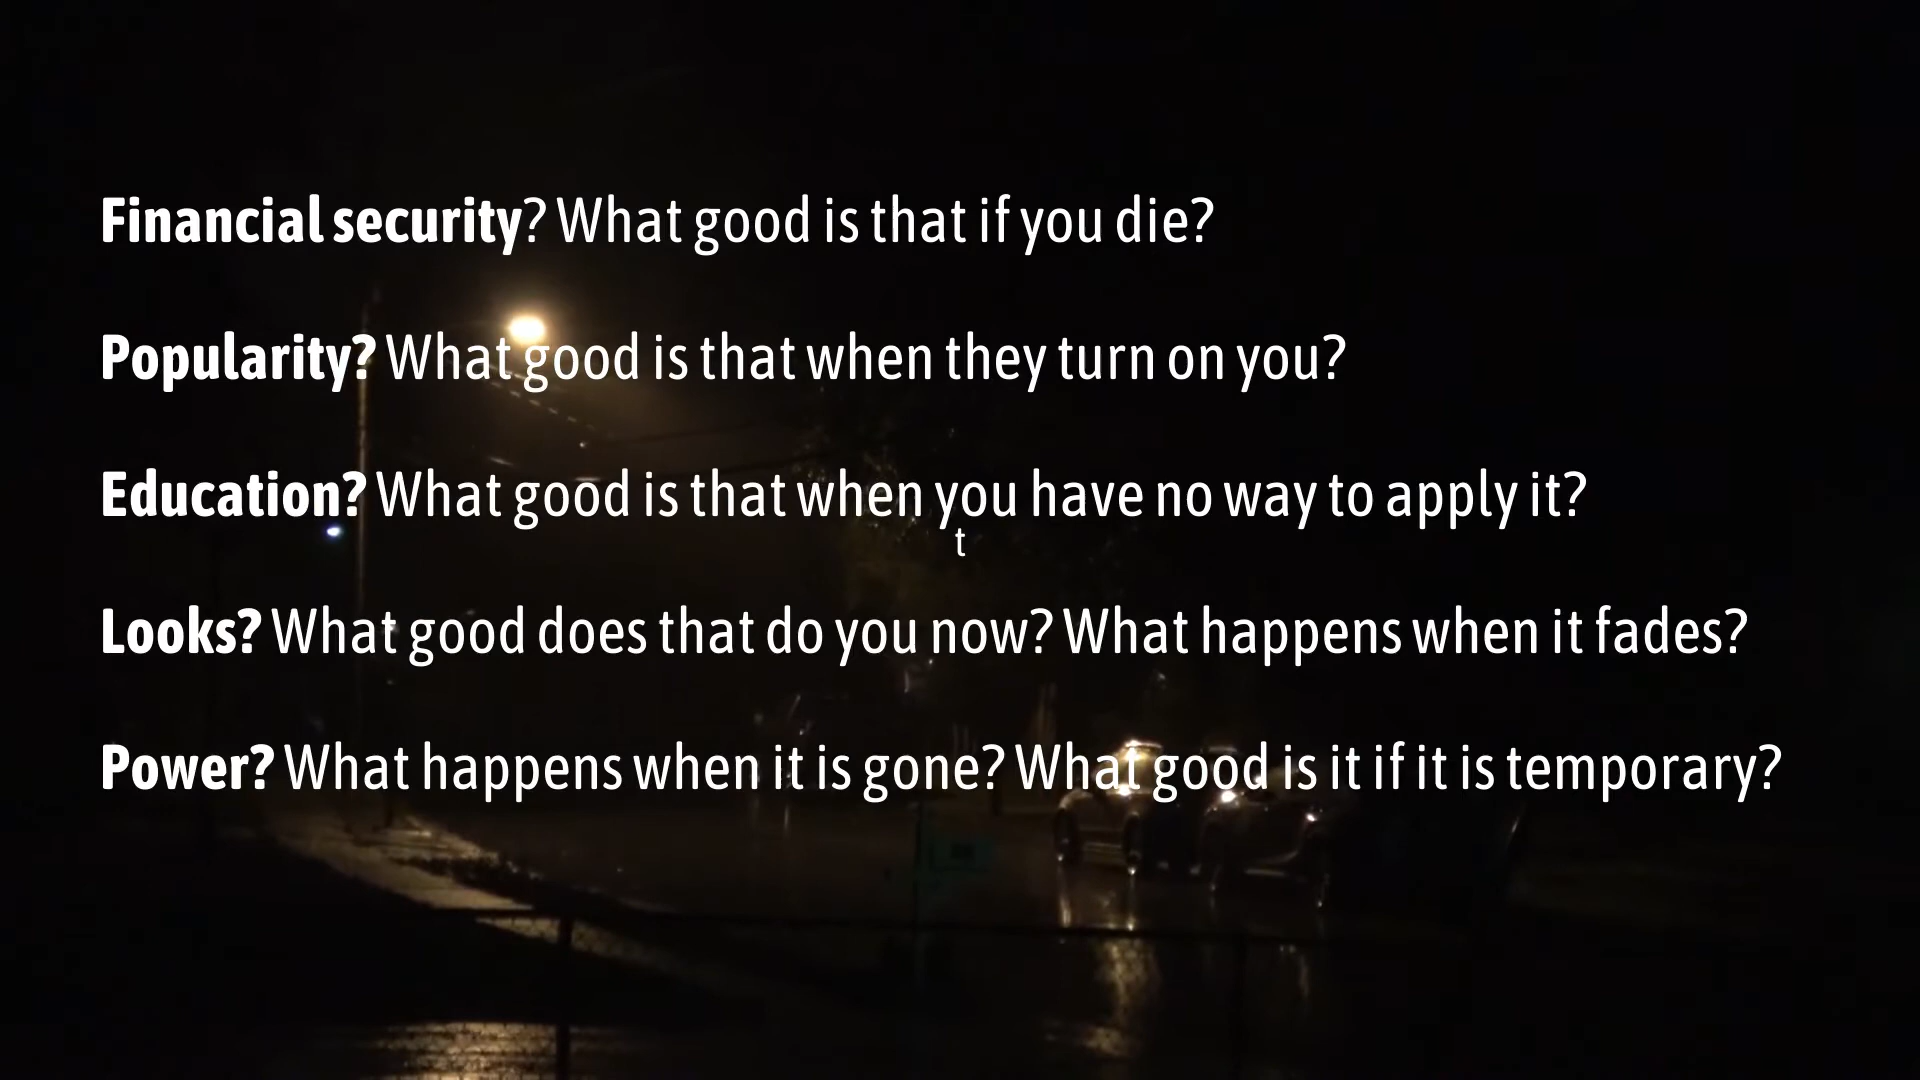 Financial security? What good is that if you die?
Popularity? What good is that when they turn on you?
Education? What good is that when you have no way to apply it?
t
Looks? What good does that do you now? What happens when it fades?
Power? What happens when it is gone? What good is it if it is temporary?